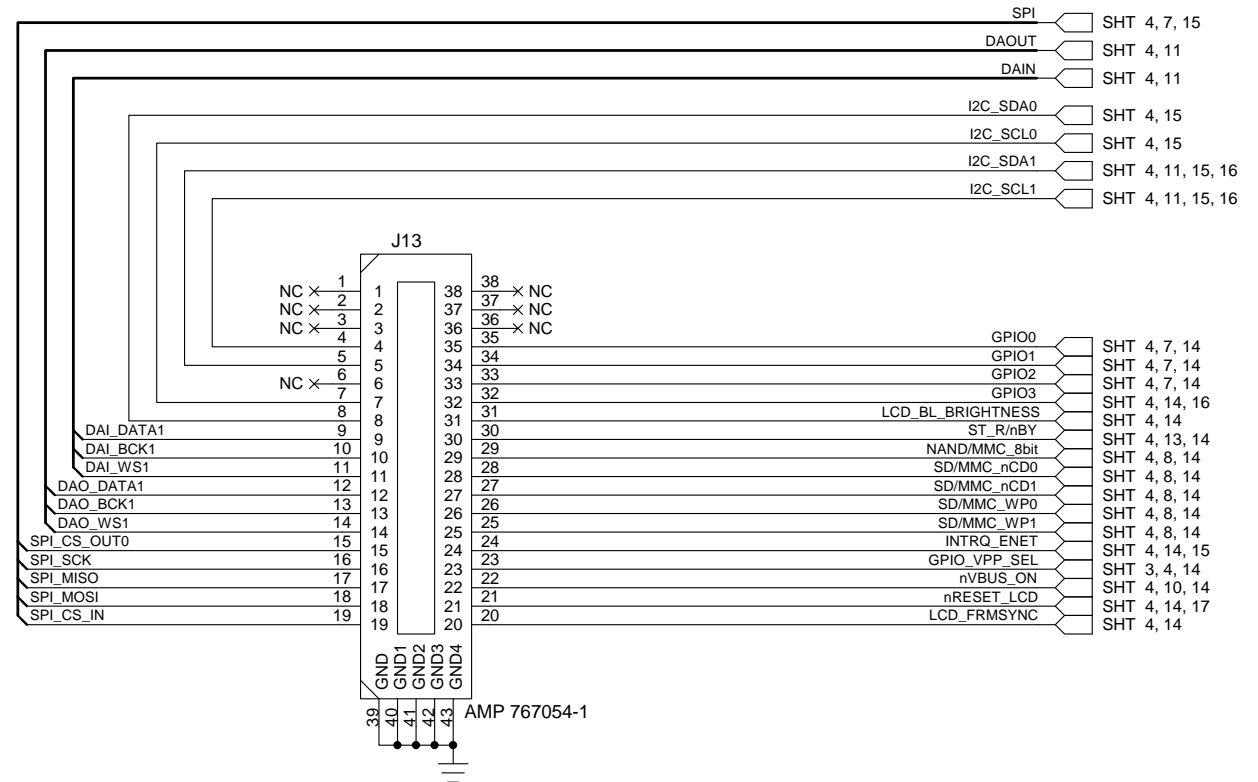 SPI SHT 4, 7, 15
DAOUT SHT 4, 11
DAIN SHT 4, 11
I2C_SDA0 SHT 4, 15
I2C_SCL0 SHT 4, 15
I2C_SDA1 SHT 4, 11, 15, 16
I2C_SCL1 SHT 4, 11, 15, 16
J13
NC 1 1 38 38 NC
NC 2 2 37 37 NC
NC 3 3 36 36 NC
4 4 35 35 GPIO0 SHT 4, 7, 14
5 5 34 34 GPIO1 SHT 4, 7, 14
NC 6 6 33 33 GPIO2 SHT 4, 7, 14
7 7 32 32 GPIO3 SHT 4, 14, 16
8 8 31 31 LCD_BL_BRIGHTNESS SHT 4, 14
DAI_DATA1 9 9 30 30 ST_R/nBY SHT 4, 13, 14
DAI_BCK1 10 10 29 29 NAND/MMC_8bit SHT 4, 8, 14
DAI_WS1 11 11 28 28 SD/MMC_nCD0 SHT 4, 8, 14
DAO_DATA1 12 12 27 27 SD/MMC_nCD1 SHT 4, 8, 14
DAO_BCK1 13 13 26 26 SD/MMC_WP0 SHT 4, 8, 14
DAO_WS1 14 14 25 25 SD/MMC_WP1 SHT 4, 8, 14
SPI_CS_OUT0 15 15 24 24 INTRQ_ENET SHT 4, 14, 15
SPI_SCK 16 16 23 23 GPIO_VPP_SEL SHT 3, 4, 14
SPI_MISO 17 17 22 22 nVBUS_ON SHT 4, 10, 14
SPI_MOSI 18 18 21 21 nRESET_LCD SHT 4, 14, 17
SPI_CS_IN 19 19 20 20 LCD_FRMSYNC SHT 4, 14
GND GND1 GND2 GND3 GND4
39 40 41 42 43 AMP 767054-1